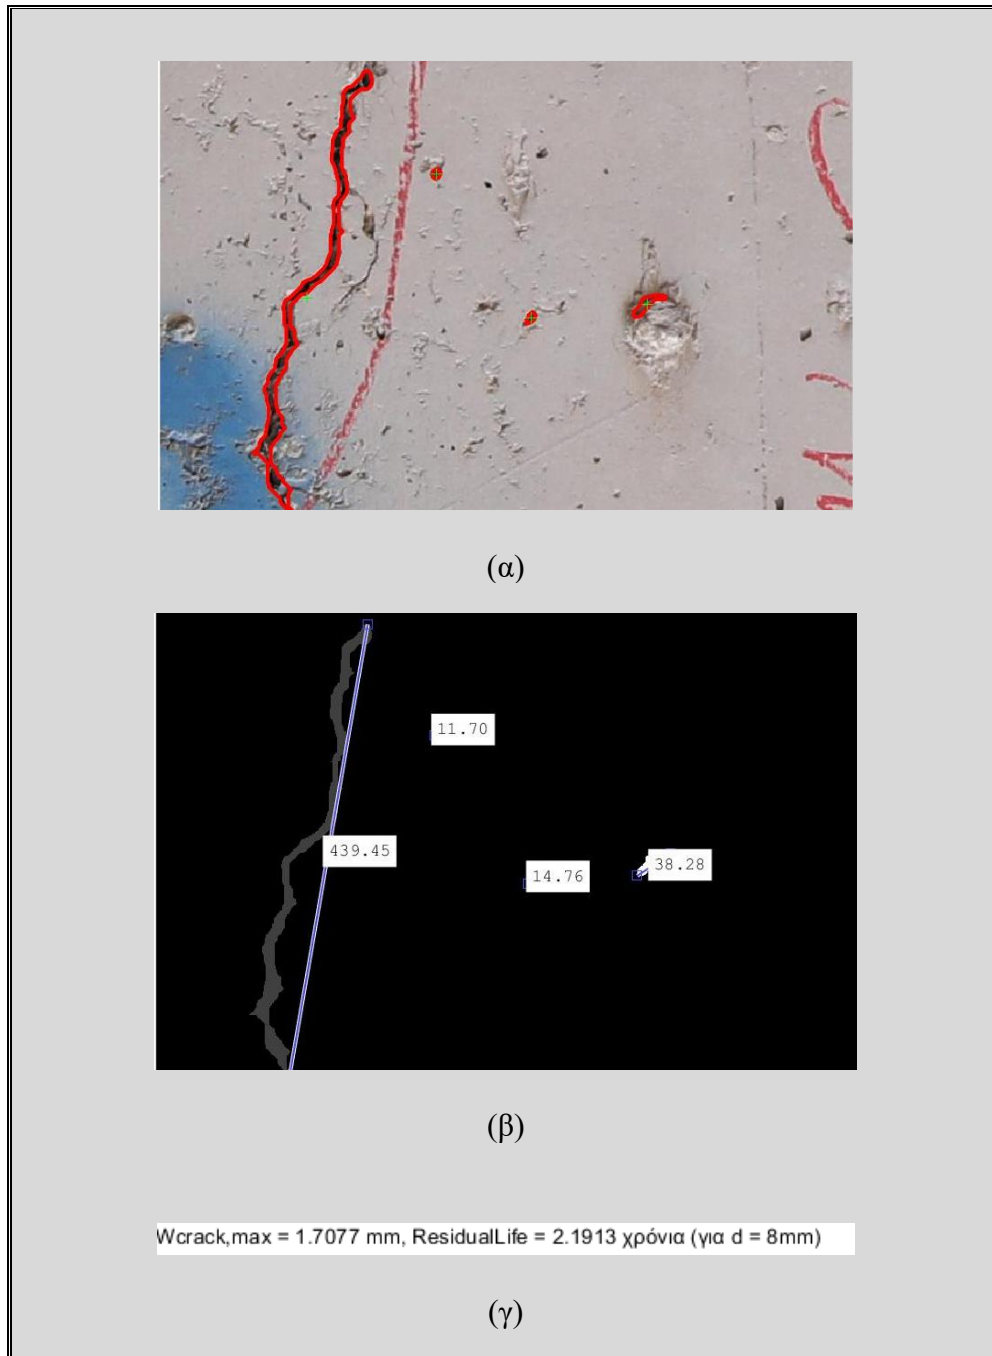 (α)
11.70
439.45
14.76
38.28
(β)
Wcrack,max = 1.7077 mm, ResidualLife = 2.1913 χρόνια (για d = 8mm)
(γ)